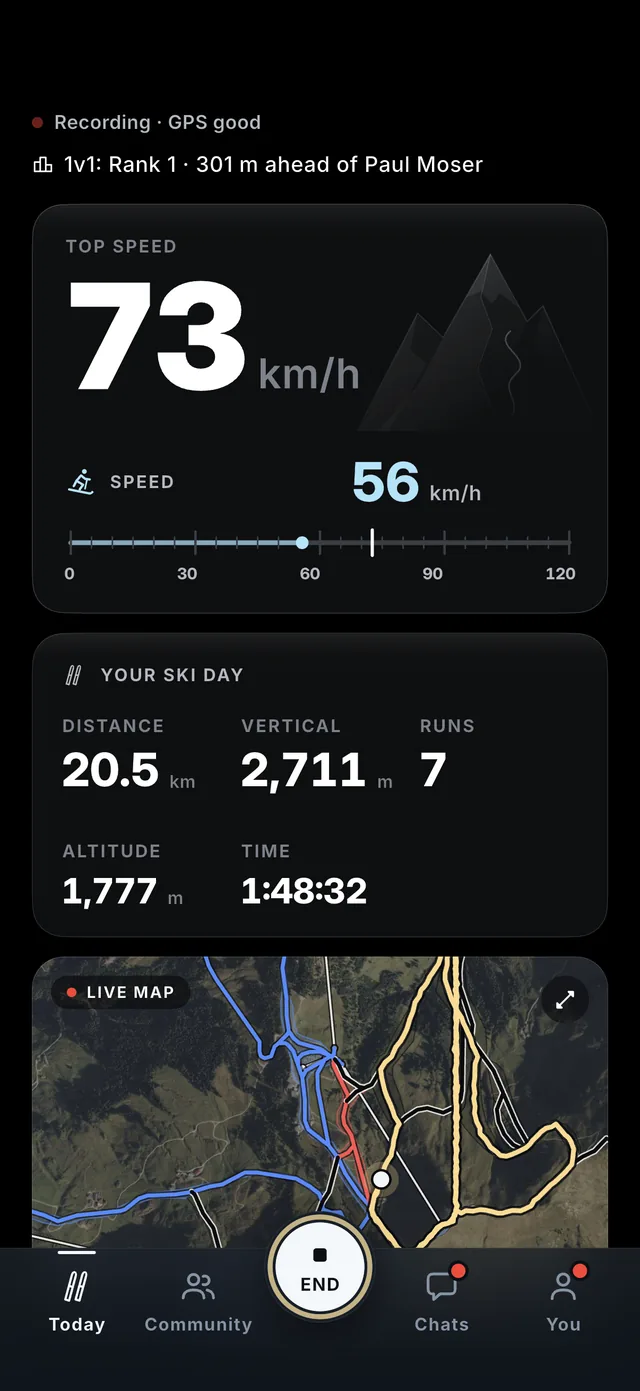 Recording · GPS good
1v1: Rank 1 · 301 m ahead of Paul Moser
TOP SPEED
73 km/h
SPEED 56 km/h
0 30 60 90 120
YOUR SKI DAY
DISTANCE VERTICAL RUNS
20.5 km 2,711 m 7
ALTITUDE TIME
1,777 m 1:48:32
LIVE MAP
END
Today Community Chats You